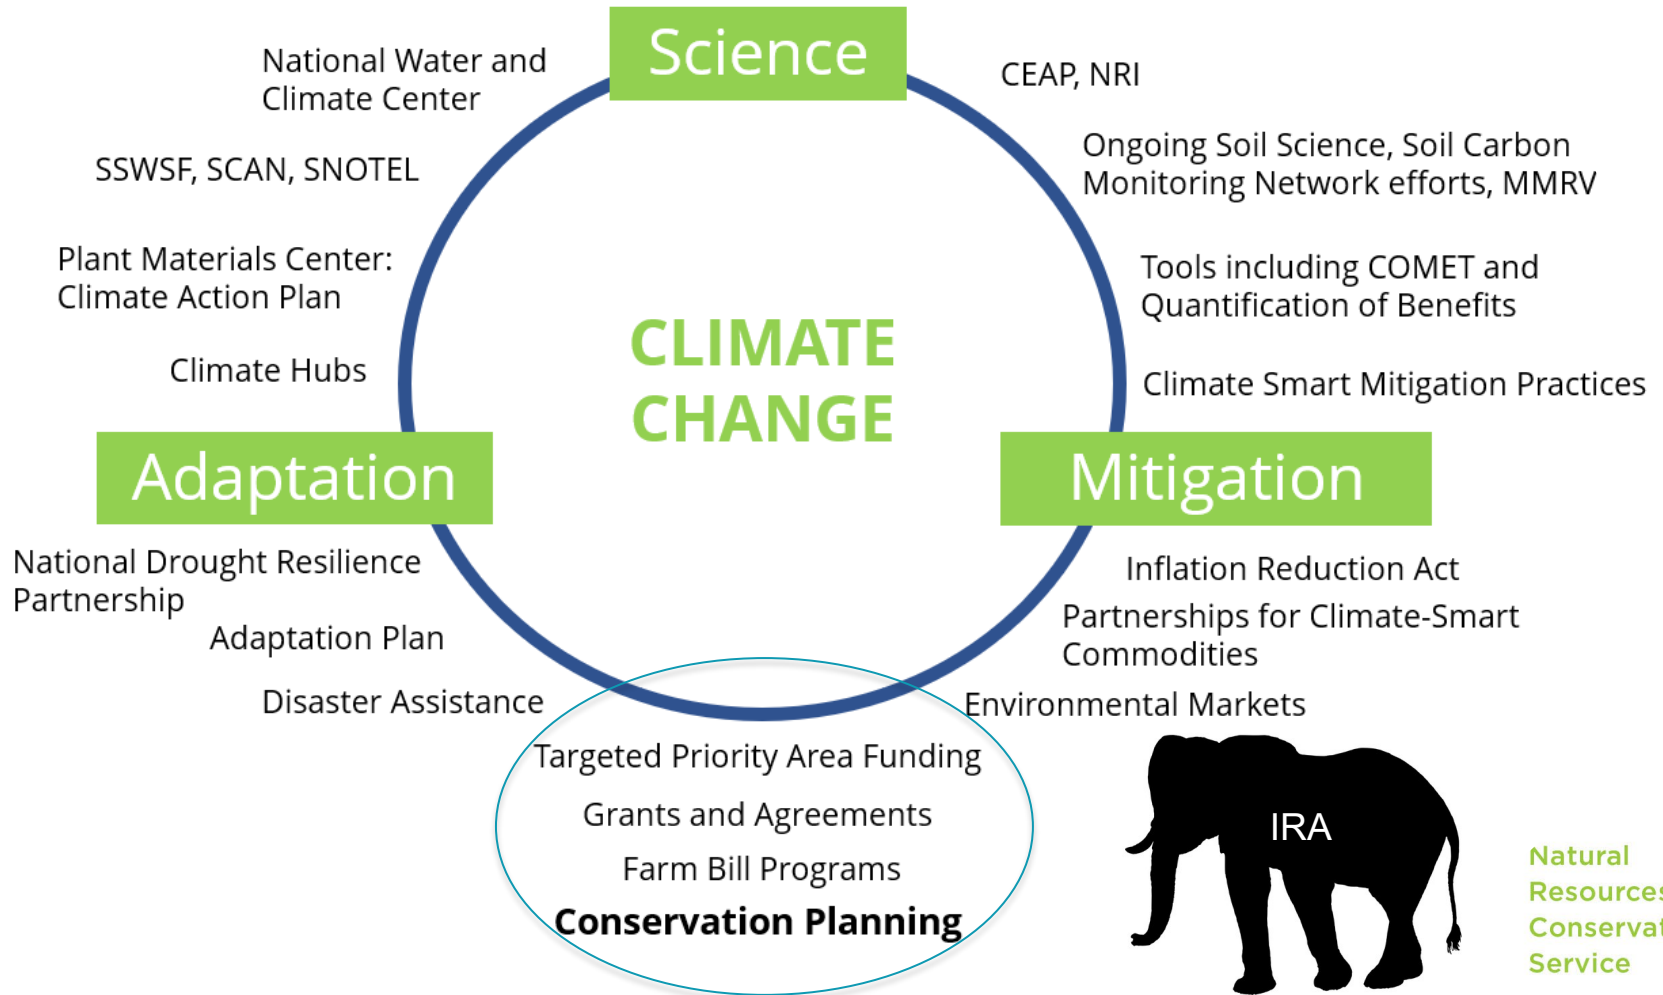 Science
National Water and
Climate Center
CEAP, NRI
SSWSF, SCAN, SNOTEL
Ongoing Soil Science, Soil Carbon
Monitoring Network efforts, MMRV
Plant Materials Center:
Climate Action Plan
Tools including COMET and
Quantification of Benefits
Climate Hubs
Climate Smart Mitigation Practices
CLIMATE
CHANGE
Adaptation
Mitigation
National Drought Resilience
Partnership
Adaptation Plan
Disaster Assistance
Inflation Reduction Act
Partnerships for Climate-Smart
Commodities
Environmental Markets
Targeted Priority Area Funding
Grants and Agreements
Farm Bill Programs
Conservation Planning
IRA
Natural
Resources
Conservat
Service